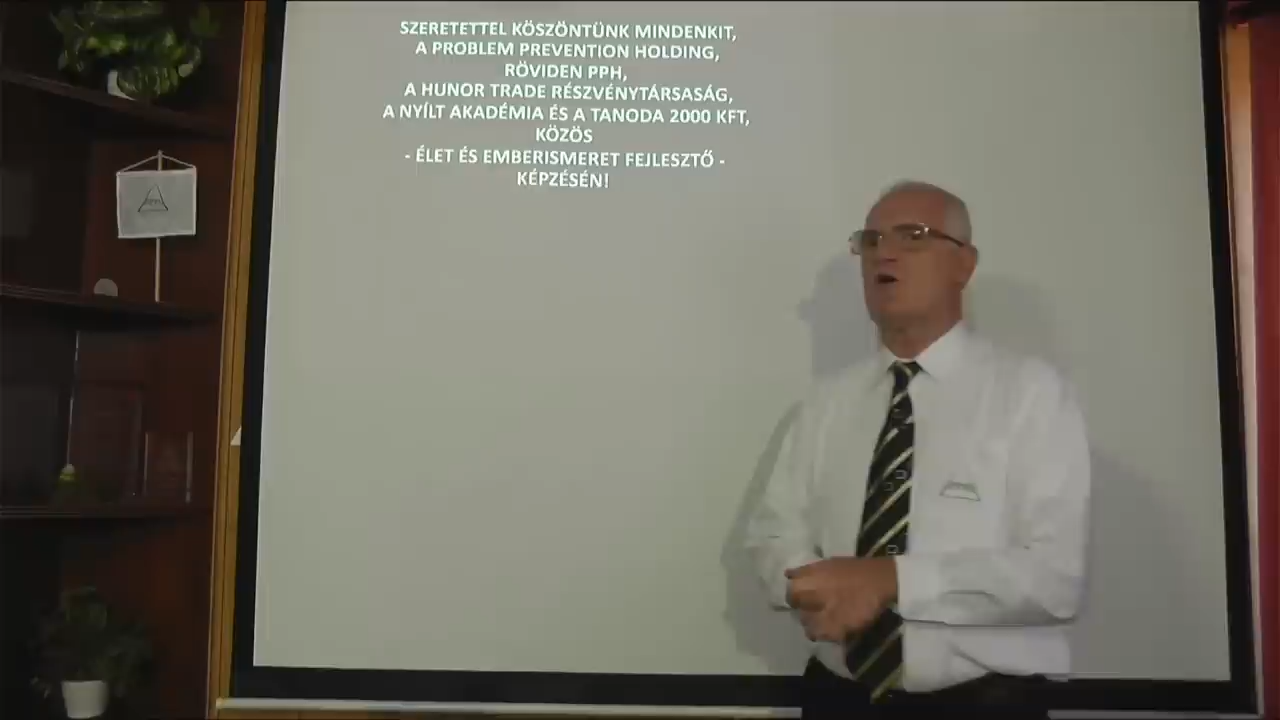 SZERETETTEL KÖSZÖNTÜNK MINDENKIT,
A PROBLEM PREVENTION HOLDING,
RÖVIDEN PPH,
A HUNOR TRADE RÉSZVÉNYTÁRSASÁG,
A NYÍLT AKADÉMIA ÉS A TANODA 2000 KFT,
KÖZÖS
- ÉLET ÉS EMBERISMERET FEJLESZTŐ -
KÉPZÉSÉN!